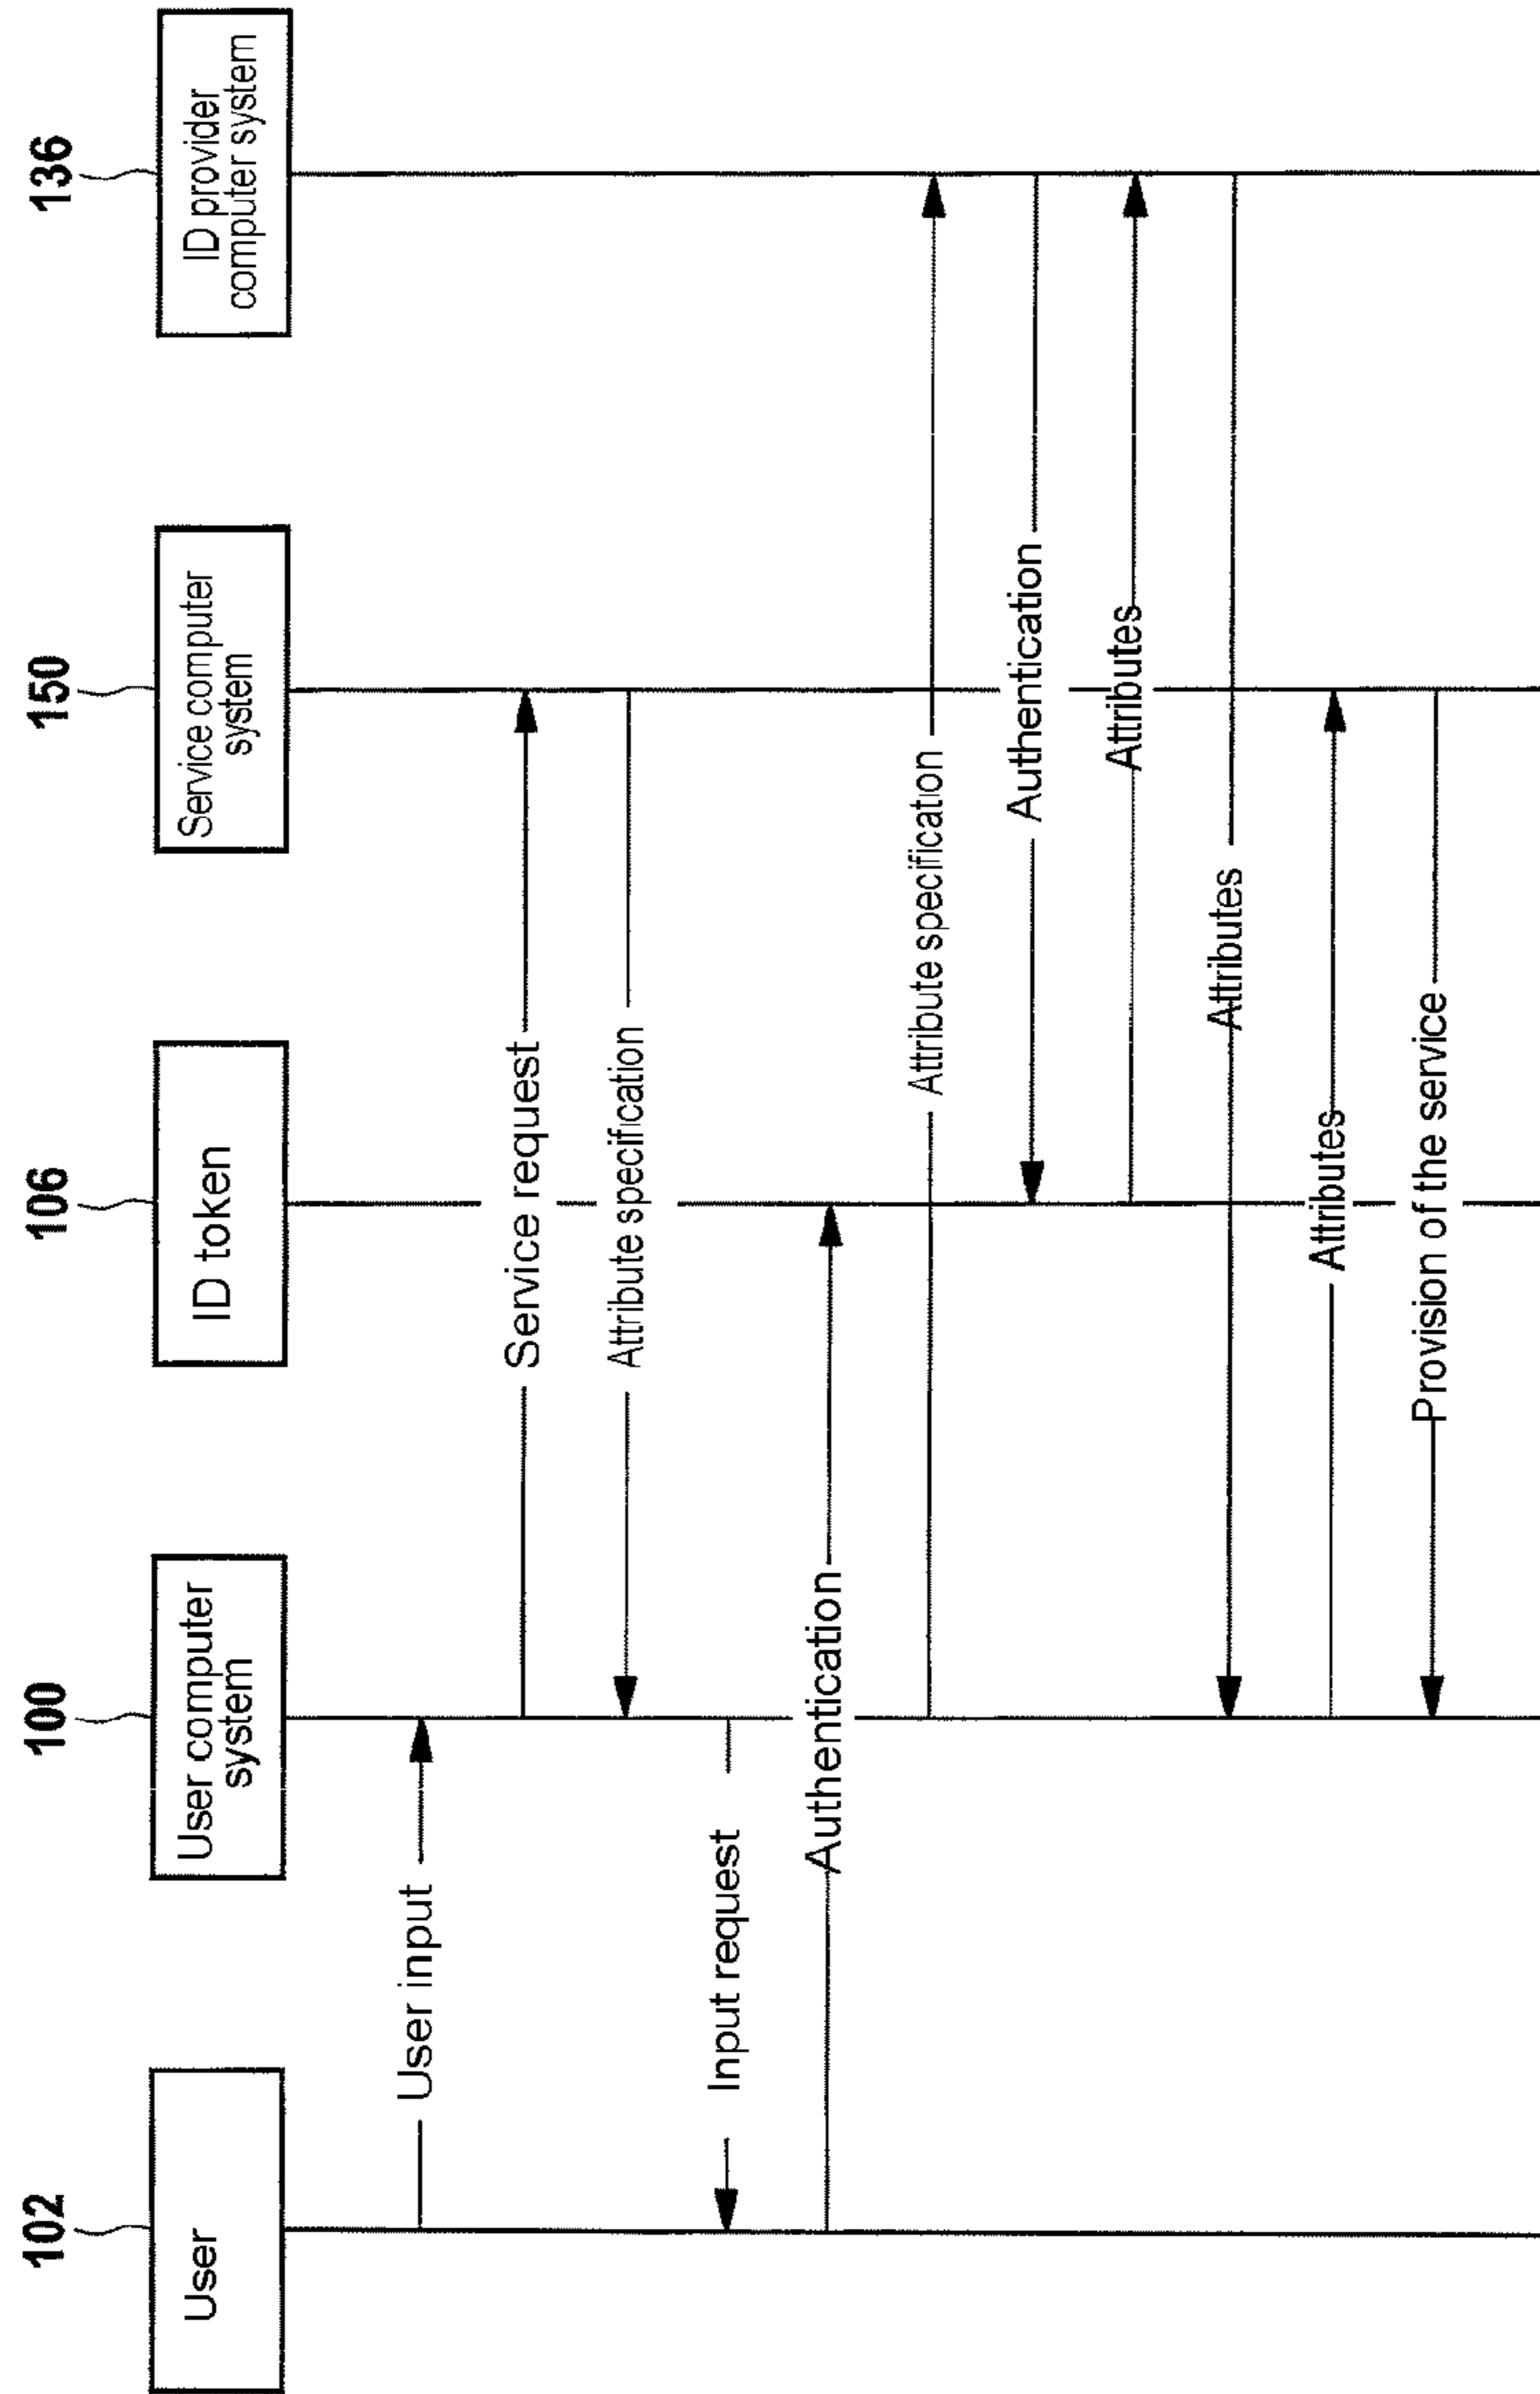 102
User
100
User computer
system
106
ID token
150
Service computer
system
136
ID provider
computer system
User input
Service request
Attribute specification
Input request
Authentication
Attribute specification
Authentication
Attributes
Attributes
Attributes
Provision of the service